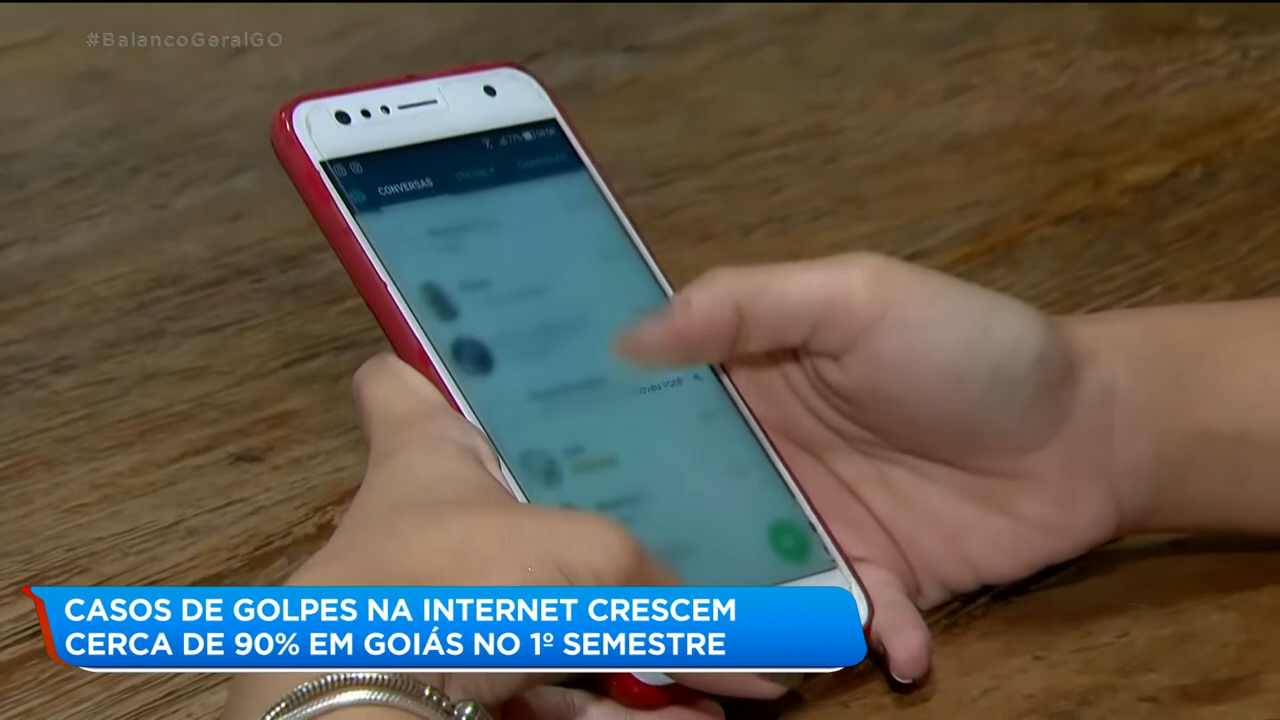 #BalancoGeralGO
CONVERSAS
CASOS DE GOLPES NA INTERNET CRESCEM
CERCA DE 90% EM GOIÁS NO 1º SEMESTRE